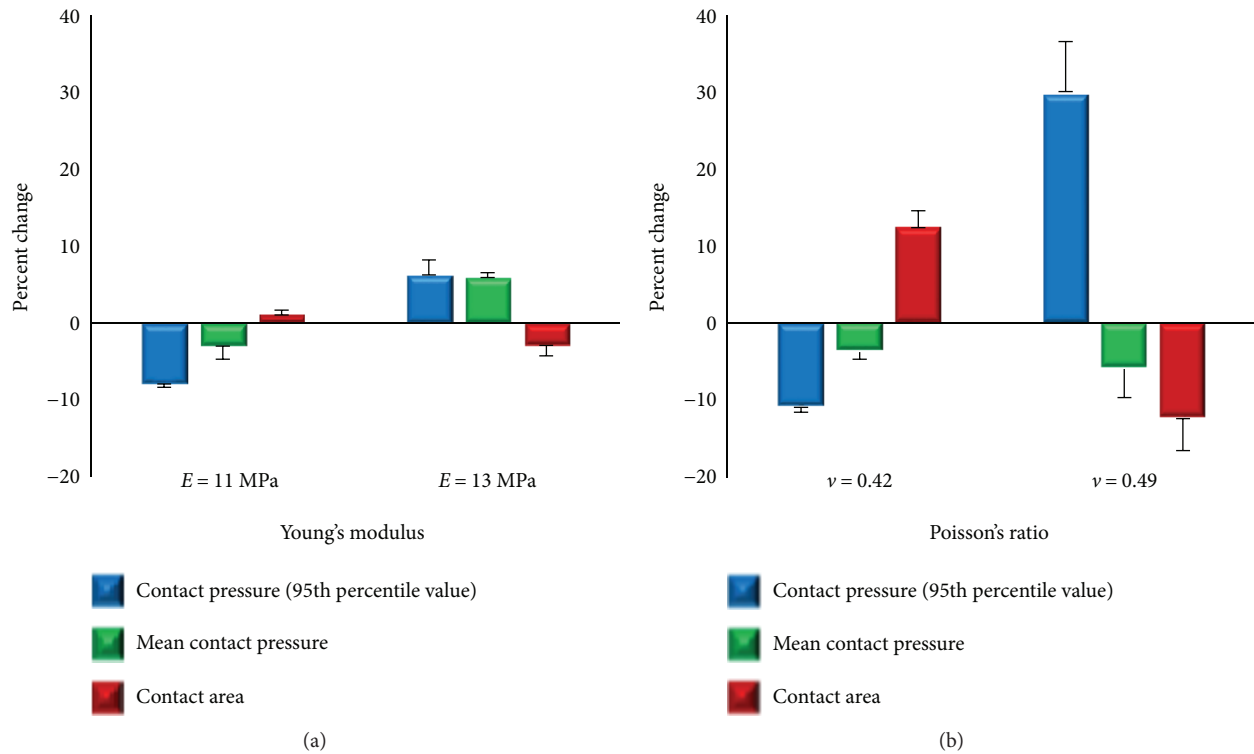 40
30
20
10
0
−10
−20
Percent change
E = 11 MPa
E = 13 MPa
Young's modulus
Contact pressure (95th percentile value)
Mean contact pressure
Contact area
(a)
40
30
20
10
0
−10
−20
Percent change
ν = 0.42
ν = 0.49
Poisson's ratio
Contact pressure (95th percentile value)
Mean contact pressure
Contact area
(b)